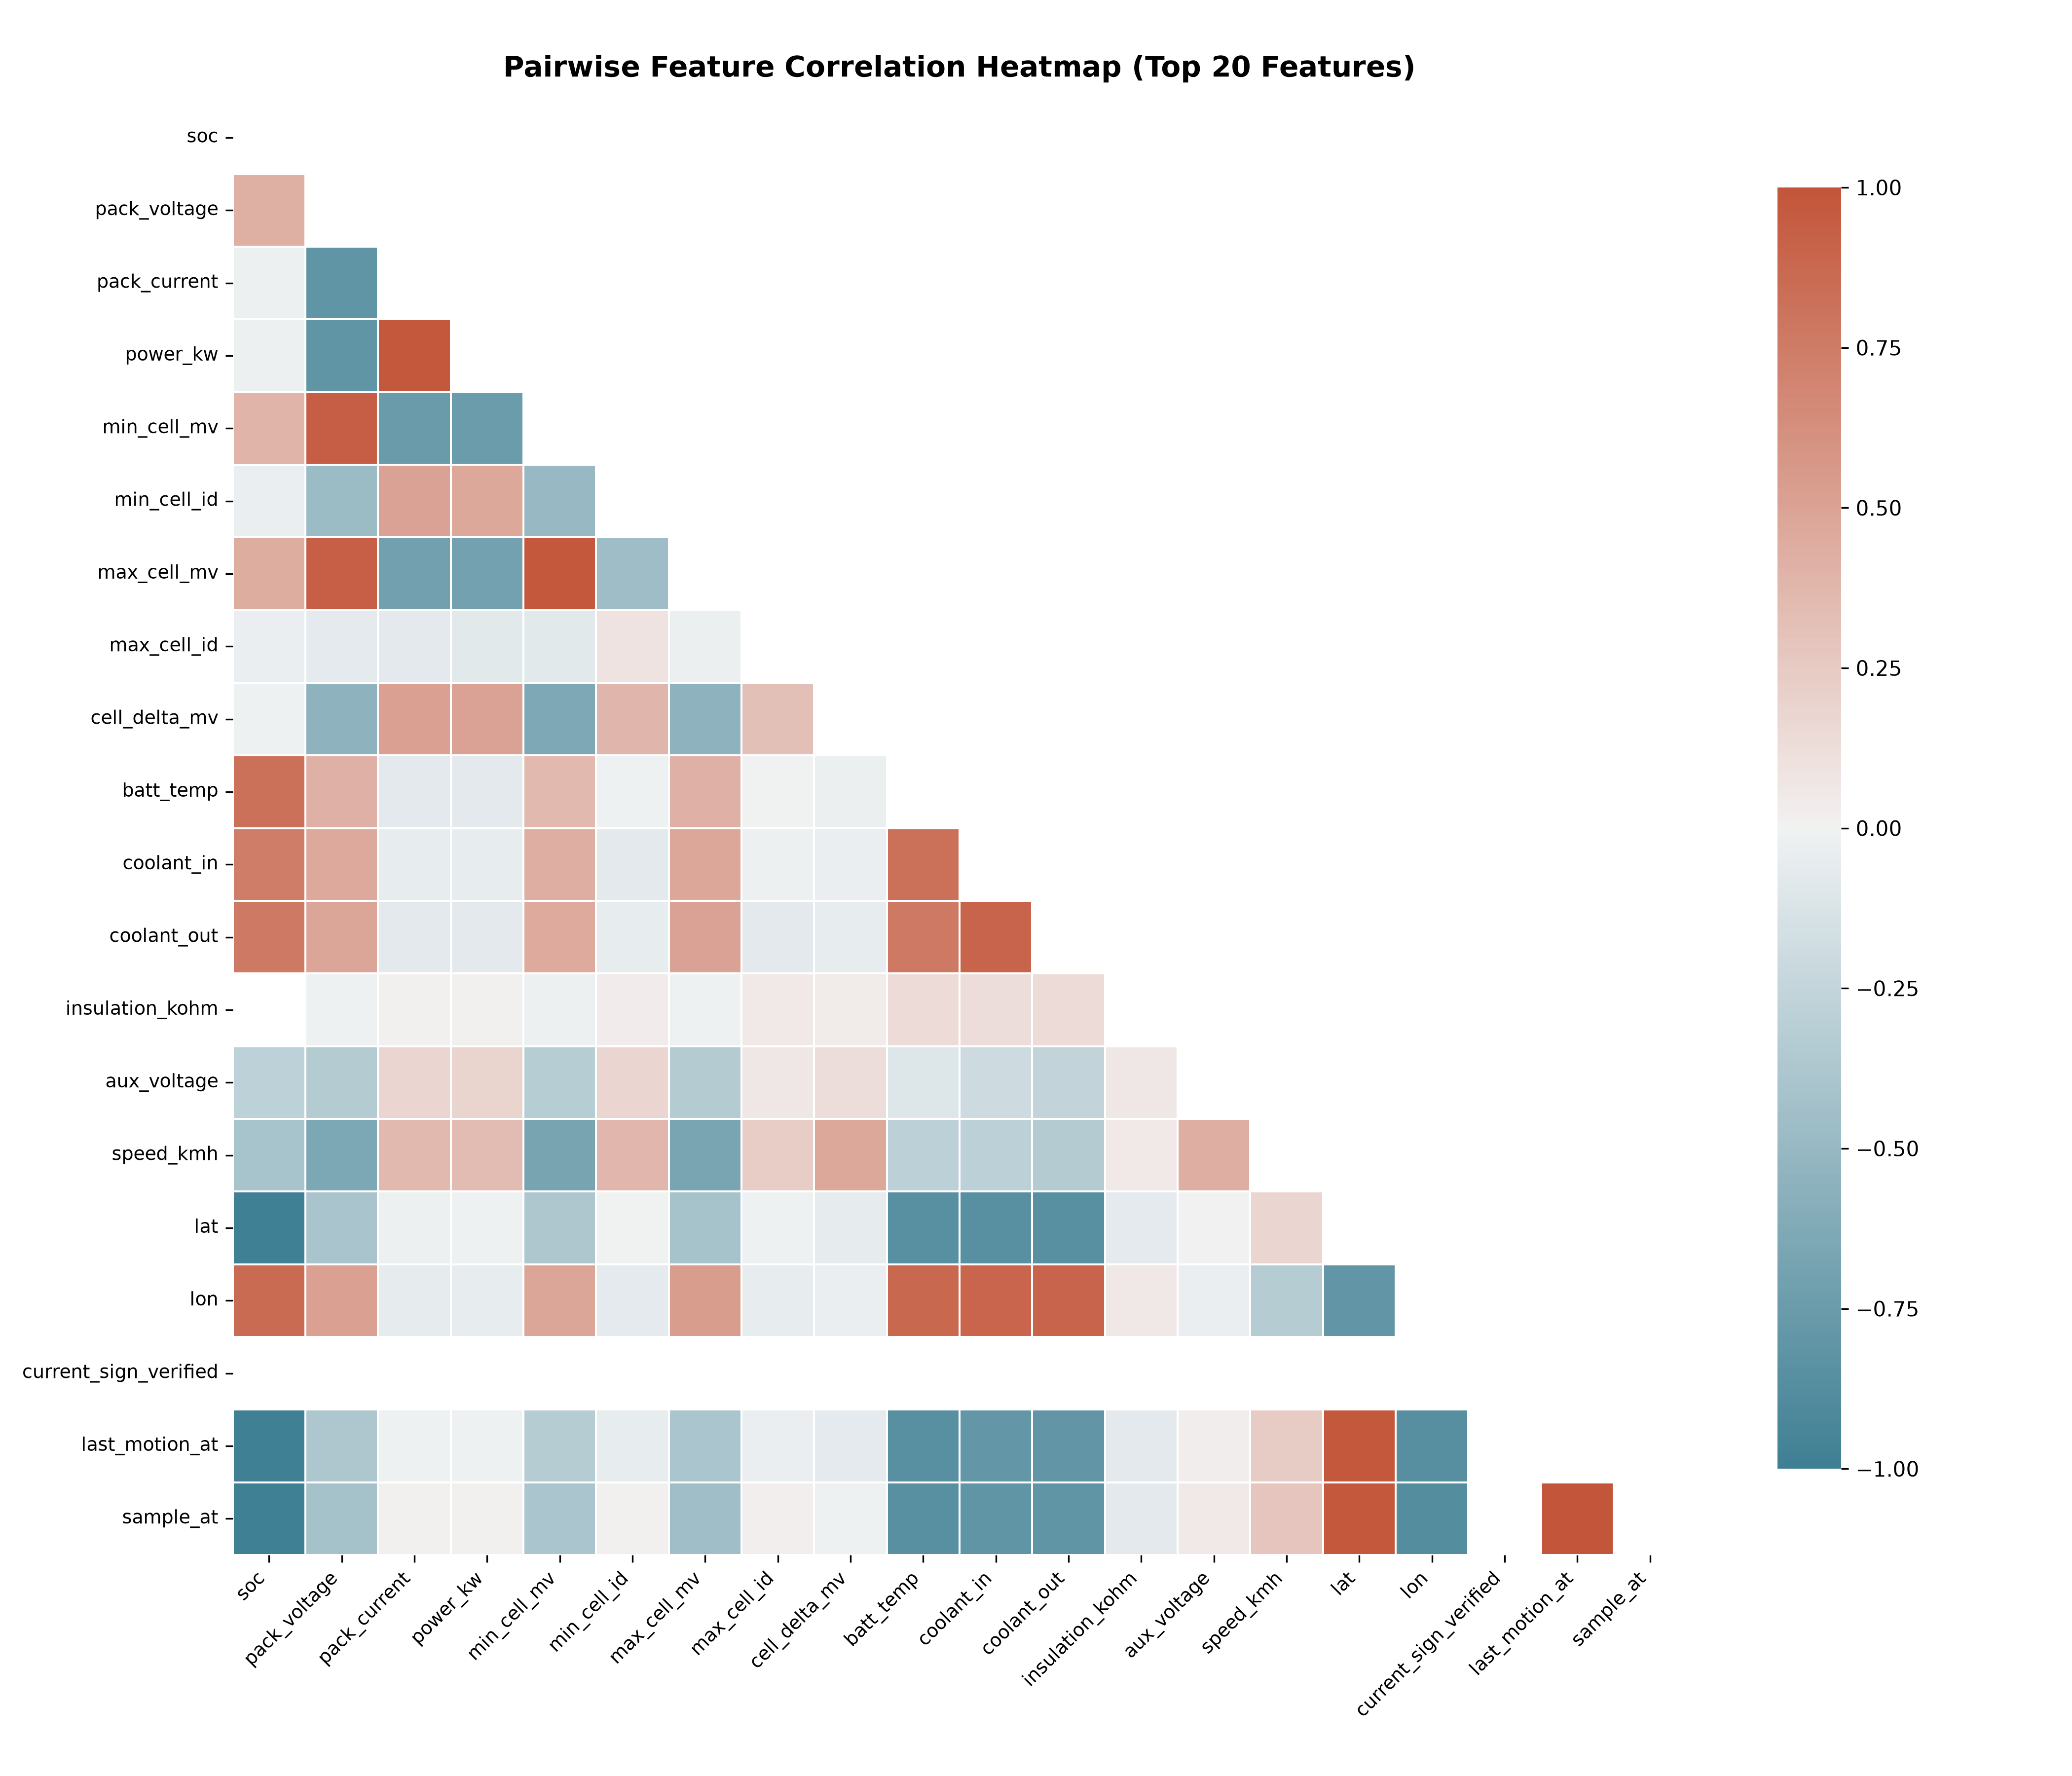 Pairwise Feature Correlation Heatmap (Top 20 Features)
soc
pack_voltage
pack_current
power_kw
min_cell_mv
min_cell_id
max_cell_mv
max_cell_id
cell_delta_mv
batt_temp
coolant_in
coolant_out
insulation_kohm
aux_voltage
speed_kmh
lat
lon
current_sign_verified
last_motion_at
sample_at
soc
pack_voltage
pack_current
power_kw
min_cell_mv
min_cell_id
max_cell_mv
max_cell_id
cell_delta_mv
batt_temp
coolant_in
coolant_out
insulation_kohm
aux_voltage
speed_kmh
lat
lon
current_sign_verified
last_motion_at
sample_at
1.00
0.75
0.50
0.25
0.00
−0.25
−0.50
−0.75
−1.00